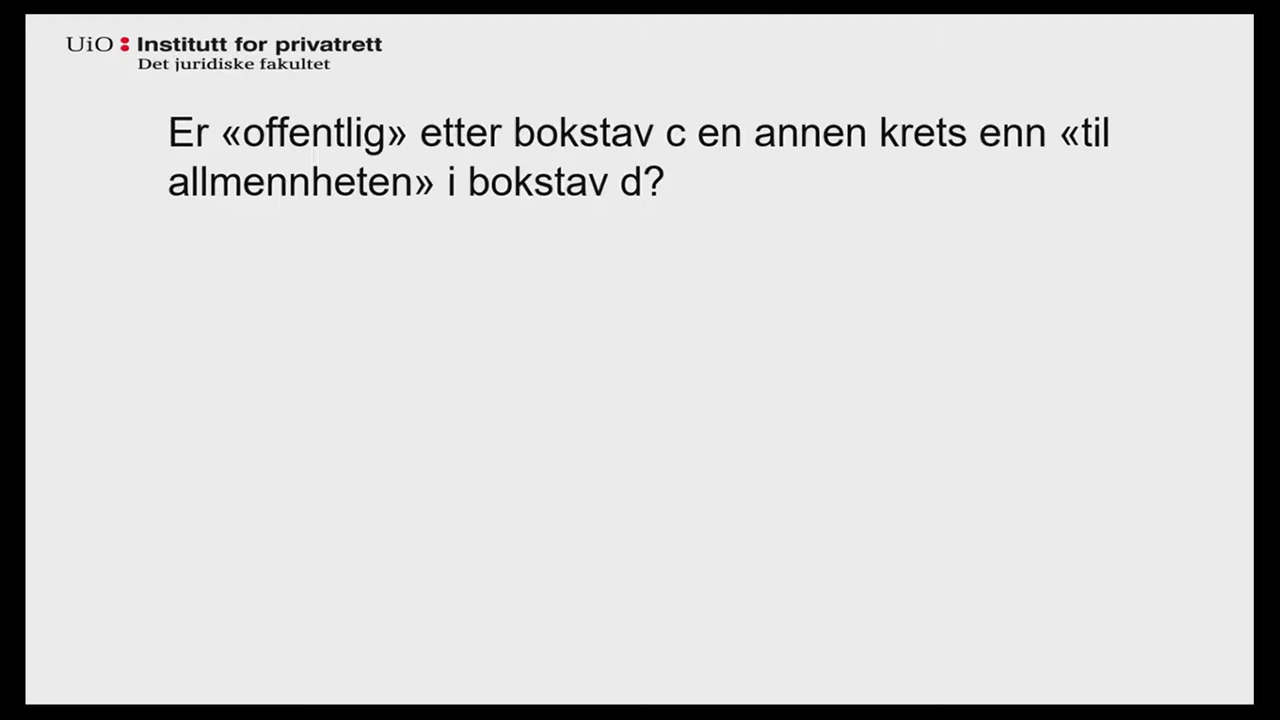 UiO : Institutt for privatrett
Det juridiske fakultet
Er «offentlig» etter bokstav c en annen krets enn «til
allmennheten» i bokstav d?